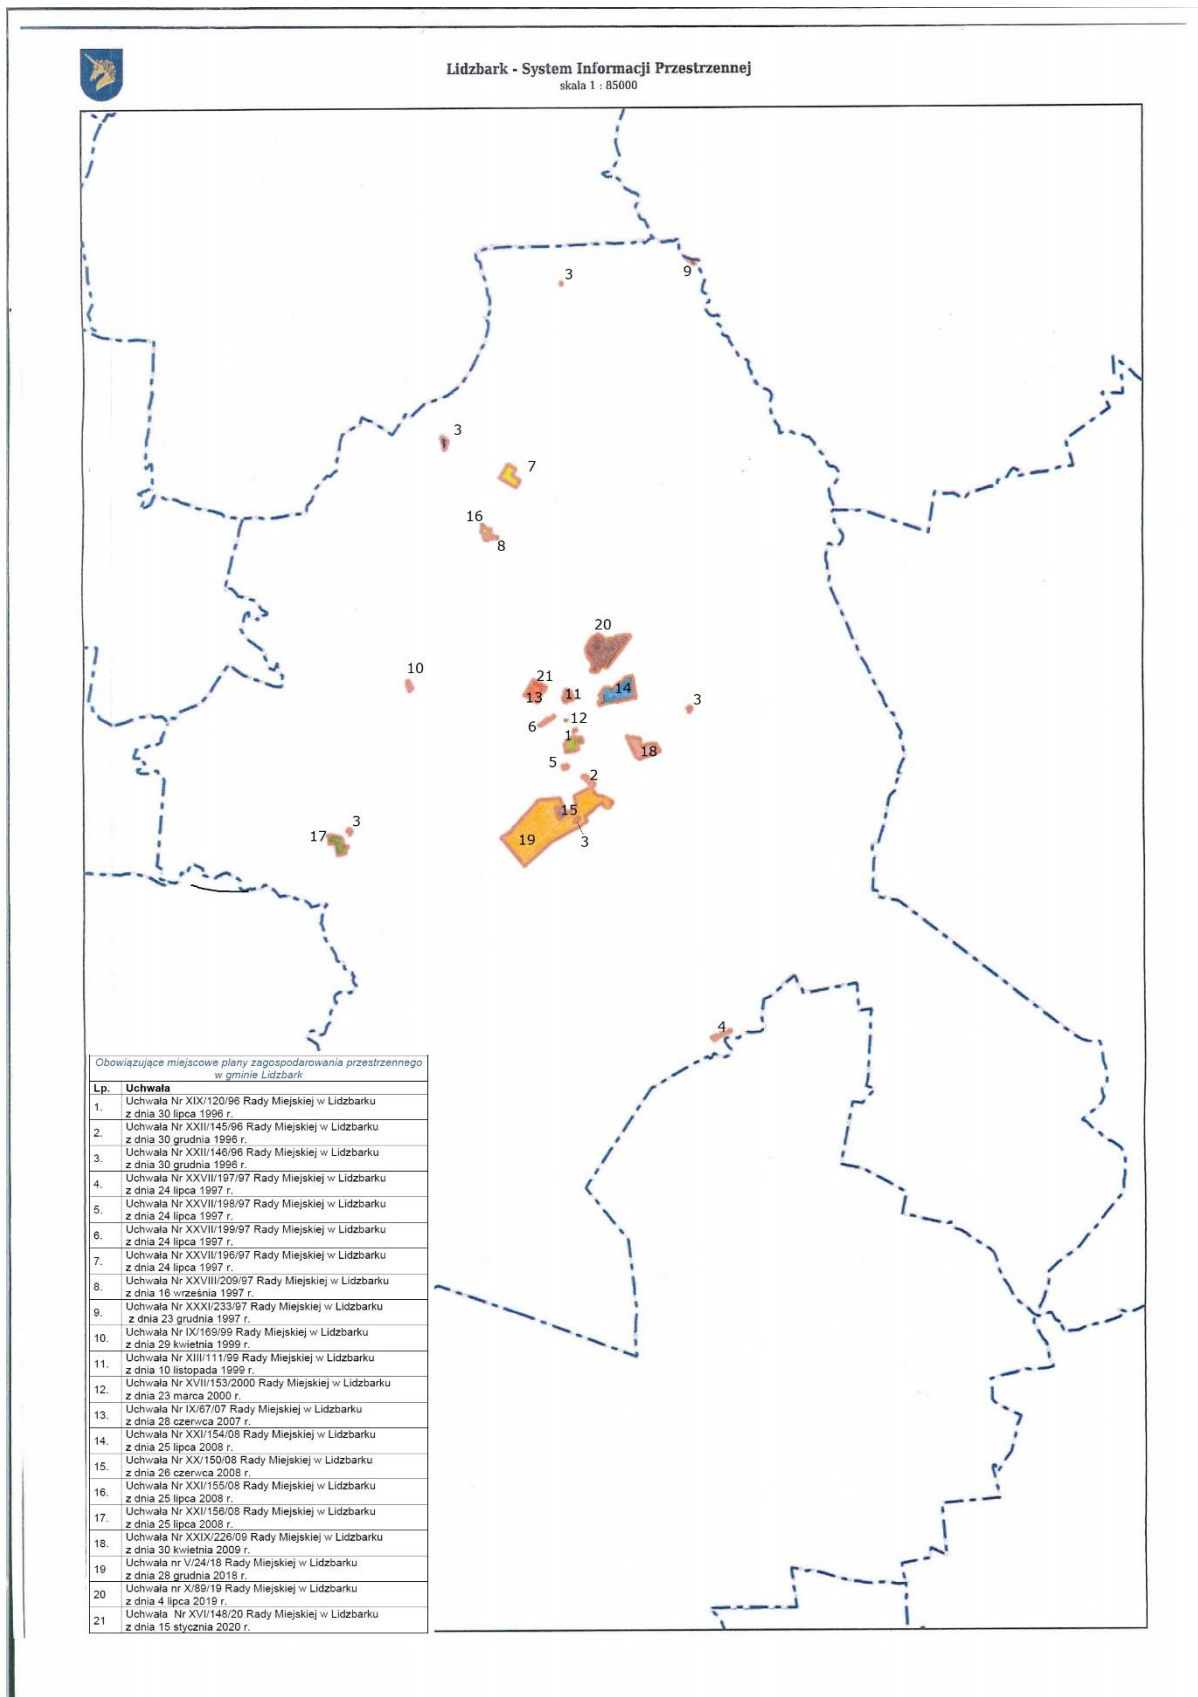 Lidzbark - System Informacji Przestrzennej
skala 1 : 85000
3
9
3
7
16
8
20
10
21
13
11
14
3
6
12
1
18
5
2
15
3
17
19
3
4
Obowiązujące miejscowe plany zagospodarowania przestrzennego
w gminie Lidzbark
Lp. Uchwała
1. Uchwała Nr XIX/120/96 Rady Miejskiej w Lidzbarku
z dnia 30 lipca 1996 r.
2. Uchwała Nr XXII/145/96 Rady Miejskiej w Lidzbarku
z dnia 30 grudnia 1996 r.
3. Uchwała Nr XXII/146/96 Rady Miejskiej w Lidzbarku
z dnia 30 grudnia 1996 r.
4. Uchwała Nr XXVII/197/97 Rady Miejskiej w Lidzbarku
z dnia 24 lipca 1997 r.
5. Uchwała Nr XXVII/198/97 Rady Miejskiej w Lidzbarku
z dnia 24 lipca 1997 r.
6. Uchwała Nr XXVII/199/97 Rady Miejskiej w Lidzbarku
z dnia 24 lipca 1997 r.
7. Uchwała Nr XXVII/196/97 Rady Miejskiej w Lidzbarku
z dnia 24 lipca 1997 r.
8. Uchwała Nr XXVIII/209/97 Rady Miejskiej w Lidzbarku
z dnia 16 września 1997 r.
9. Uchwała Nr XXXI/233/97 Rady Miejskiej w Lidzbarku
z dnia 23 grudnia 1997 r.
10. Uchwała Nr IX/169/99 Rady Miejskiej w Lidzbarku
z dnia 29 kwietnia 1999 r.
11. Uchwała Nr XIII/111/99 Rady Miejskiej w Lidzbarku
z dnia 10 listopada 1999 r.
12. Uchwała Nr XVII/153/2000 Rady Miejskiej w Lidzbarku
z dnia 23 marca 2000 r.
13. Uchwała Nr IX/67/07 Rady Miejskiej w Lidzbarku
z dnia 28 czerwca 2007 r.
14. Uchwała Nr XXI/154/08 Rady Miejskiej w Lidzbarku
z dnia 25 lipca 2008 r.
15. Uchwała Nr XX/150/08 Rady Miejskiej w Lidzbarku
z dnia 26 czerwca 2008 r.
16. Uchwała Nr XXI/155/08 Rady Miejskiej w Lidzbarku
z dnia 25 lipca 2008 r.
17. Uchwała Nr XXI/156/08 Rady Miejskiej w Lidzbarku
z dnia 25 lipca 2008 r.
18. Uchwała Nr XXIX/226/09 Rady Miejskiej w Lidzbarku
z dnia 30 kwietnia 2009 r.
19 Uchwała nr V/24/18 Rady Miejskiej w Lidzbarku
z dnia 28 grudnia 2018 r.
20 Uchwała nr X/89/19 Rady Miejskiej w Lidzbarku
z dnia 4 lipca 2019 r.
21 Uchwała Nr XVI/148/20 Rady Miejskiej w Lidzbarku
z dnia 15 stycznia 2020 r.